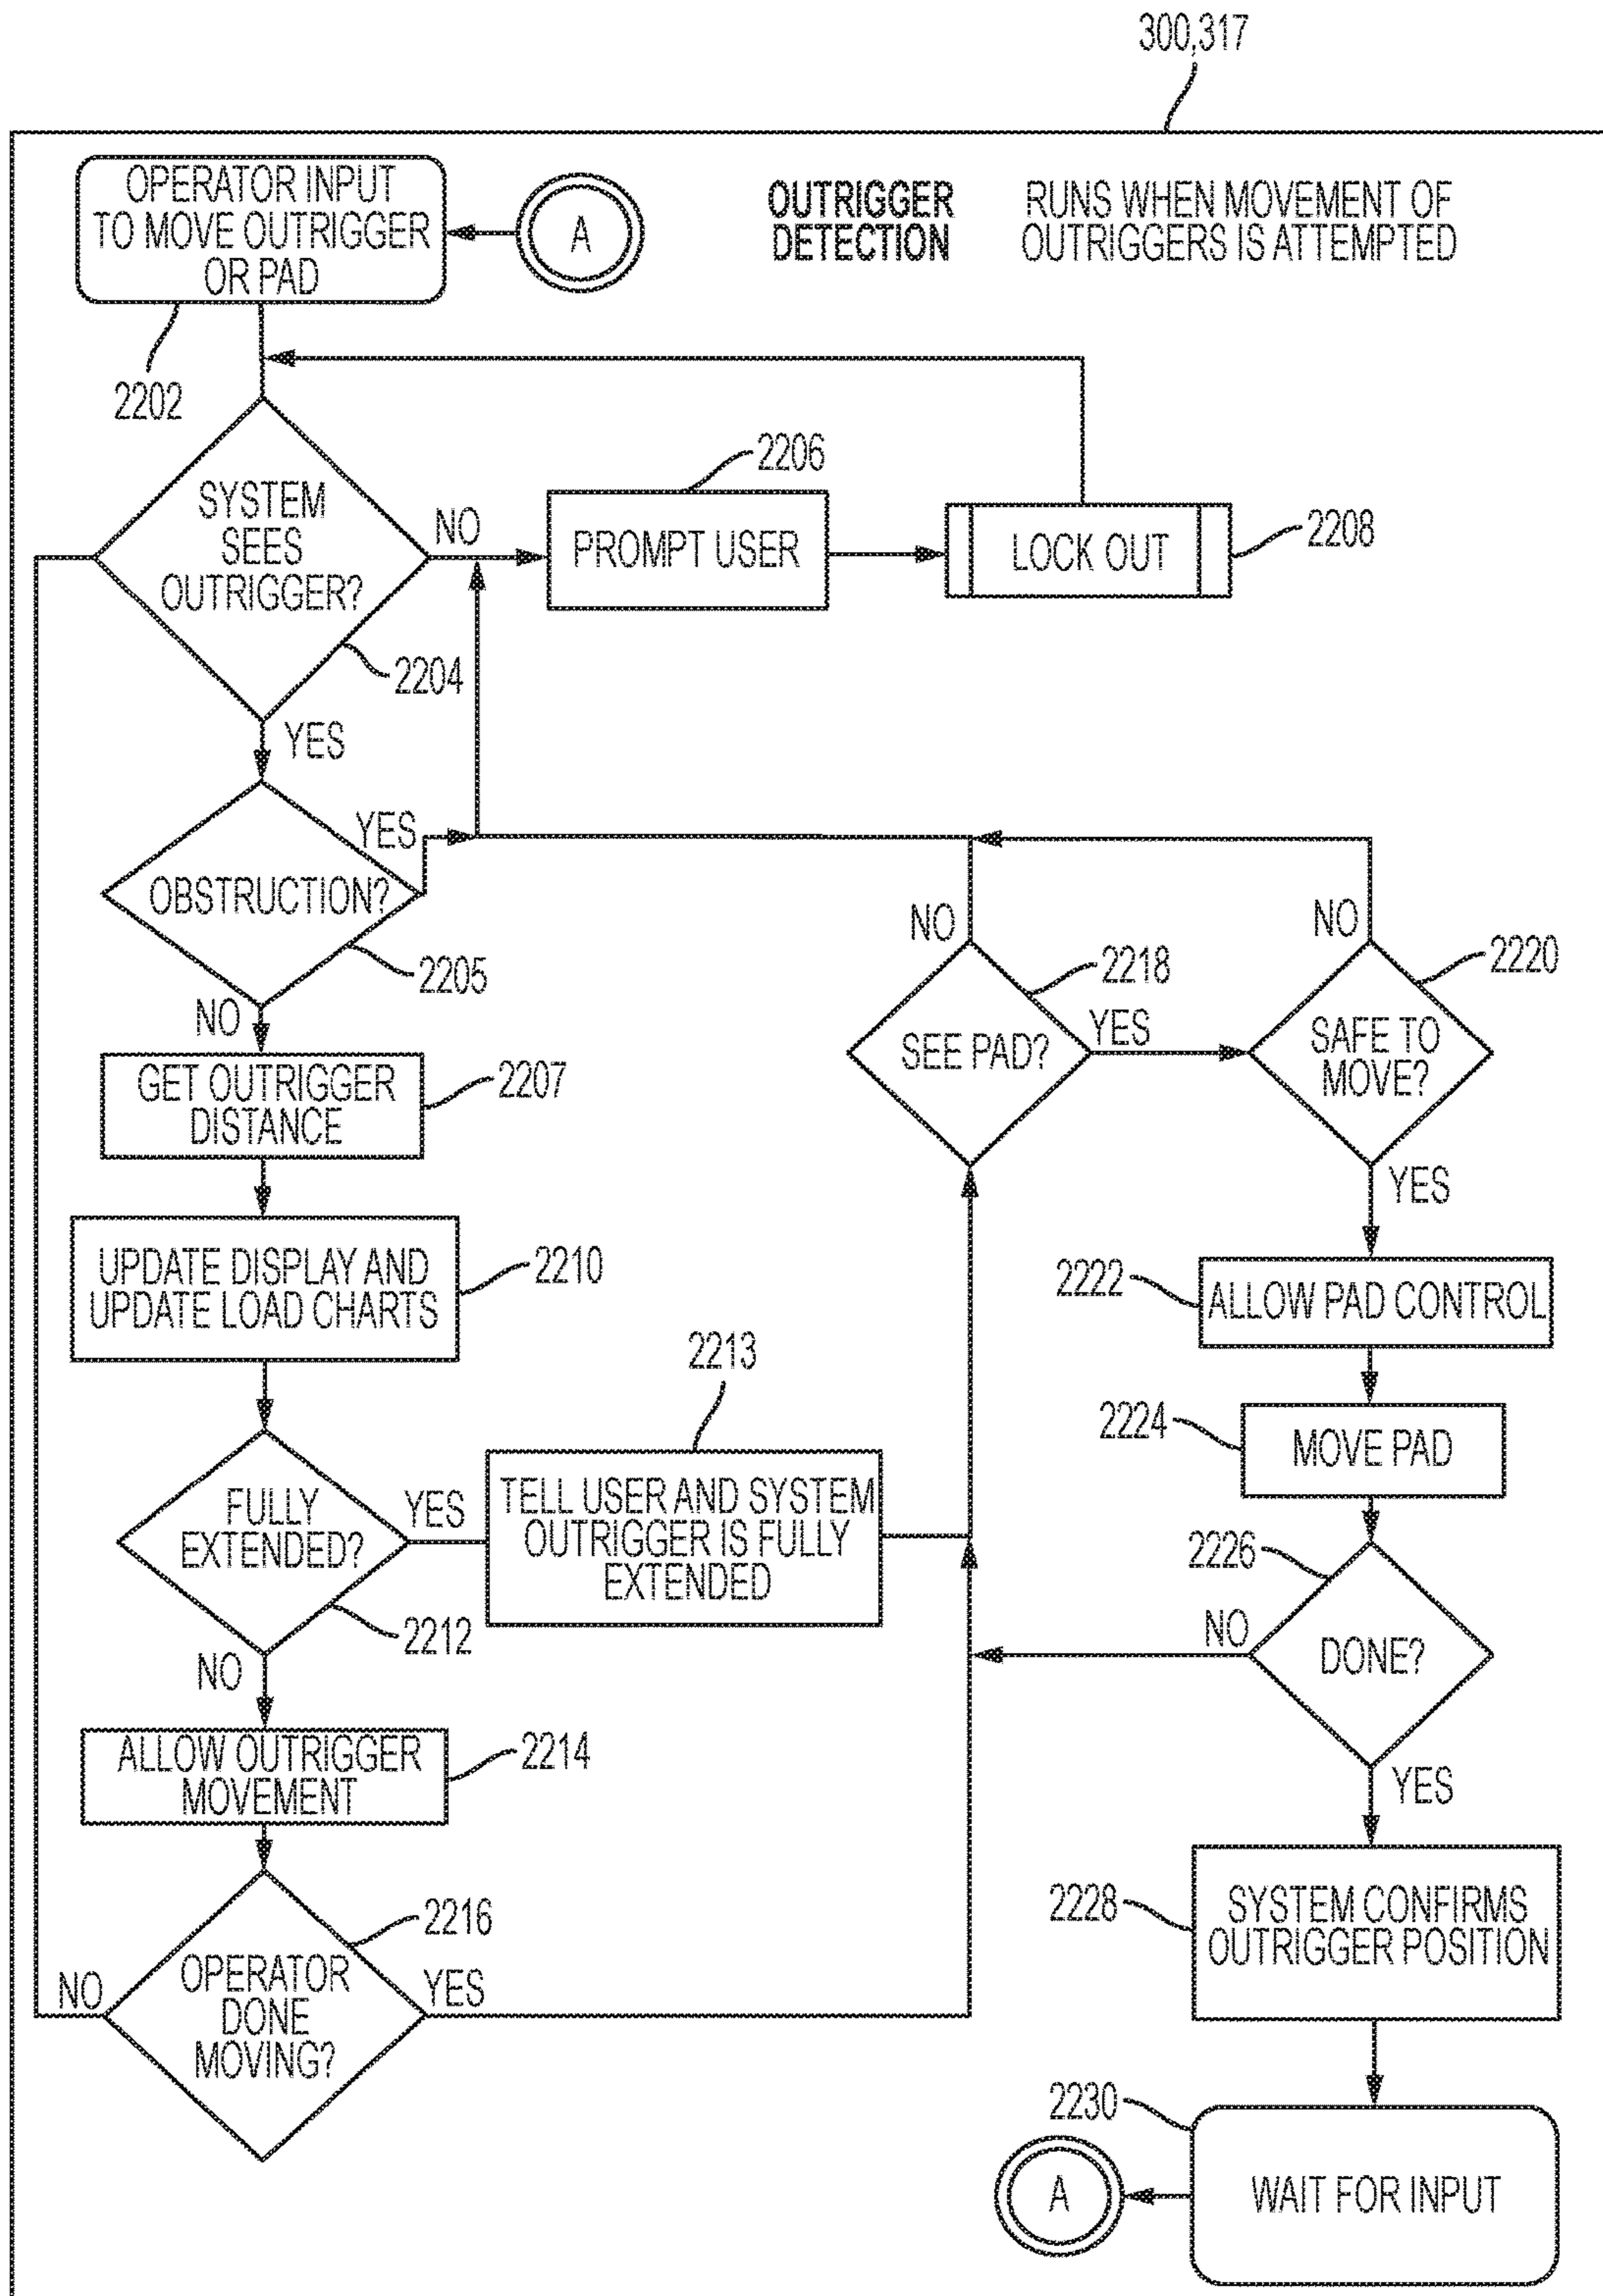 300,317
OPERATOR INPUT
TO MOVE OUTRIGGER
OR PAD
A
OUTRIGGER
DETECTION
RUNS WHEN MOVEMENT OF
OUTRIGGERS IS ATTEMPTED
2202
SYSTEM
SEES
OUTRIGGER?
NO
2204
YES
2206
PROMPT USER
LOCK OUT
2208
OBSTRUCTION?
YES
2205
NO
GET OUTRIGGER
DISTANCE
2207
UPDATE DISPLAY AND
UPDATE LOAD CHARTS
2210
FULLY
EXTENDED?
YES
2212
NO
2213
TELL USER AND SYSTEM
OUTRIGGER IS FULLY
EXTENDED
ALLOW OUTRIGGER
MOVEMENT
2214
2216
OPERATOR
DONE
MOVING?
NO
YES
NO
2218
SEE PAD?
YES
NO
2220
SAFE TO
MOVE?
YES
2222
ALLOW PAD CONTROL
2224
MOVE PAD
2226
DONE?
NO
YES
2228
SYSTEM CONFIRMS
OUTRIGGER POSITION
2230
WAIT FOR INPUT
A